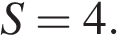 S = 4.